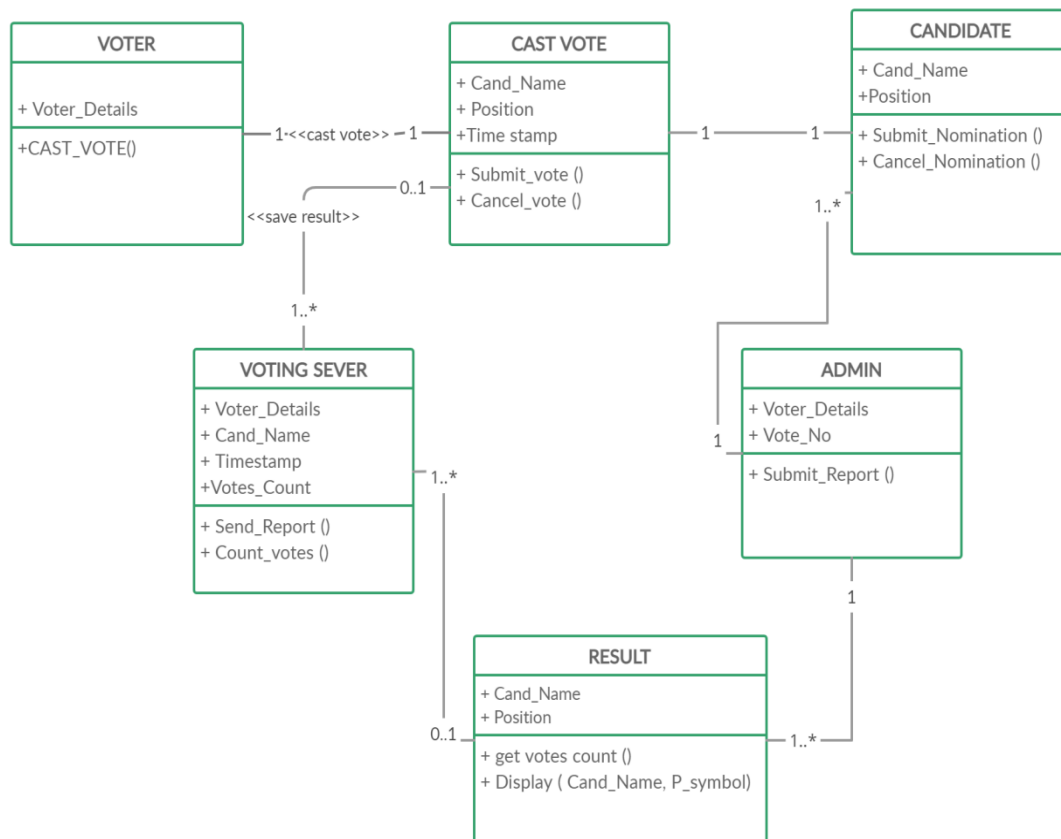 VOTER
+ Voter_Details
+CAST_VOTE()
1 <<cast vote>> 1
CAST VOTE
+ Cand_Name
+ Position
+Time stamp
+ Submit_vote ()
+ Cancel_vote ()
1 1
CANDIDATE
+ Cand_Name
+Position
+ Submit_Nomination ()
+ Cancel_Nomination ()
0..1
<<save result>>
1..*
1..*
1
VOTING SEVER
+ Voter_Details
+ Cand_Name
+ Timestamp
+Votes_Count
+ Send_Report ()
+ Count_votes ()
ADMIN
+ Voter_Details
+ Vote_No
+ Submit_Report ()
1..*
0..1
1
1..*
RESULT
+ Cand_Name
+ Position
+ get votes count ()
+ Display ( Cand_Name, P_symbol)